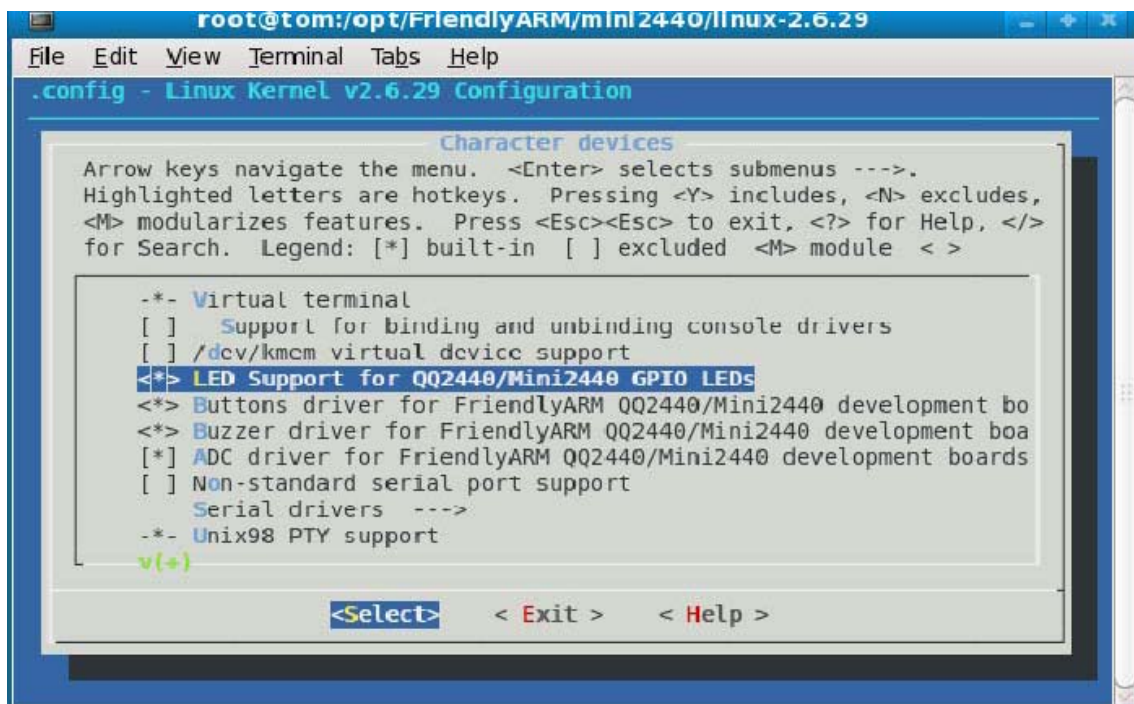 root@tom:/opt/FriendlyARM/mini2440/linux-2.6.29
File Edit View Terminal Tabs Help
.config - Linux Kernel v2.6.29 Configuration
Character devices
Arrow keys navigate the menu. <Enter> selects submenus --->.
Highlighted letters are hotkeys. Pressing <Y> includes, <N> excludes,
<M> modularizes features. Press <Esc><Esc> to exit, <?> for Help, </>
for Search. Legend: [*] built-in [ ] excluded <M> module < >
-*- Virtual terminal
[ ] Support for binding and unbinding console drivers
[ ] /dev/kmem virtual device support
<*> LED Support for QQ2440/Mini2440 GPIO LEDs
<*> Buttons driver for FriendlyARM QQ2440/Mini2440 development bo
<*> Buzzer driver for FriendlyARM QQ2440/Mini2440 development boa
[*] ADC driver for FriendlyARM QQ2440/Mini2440 development boards
[ ] Non-standard serial port support
Serial drivers --->
-*- Unix98 PTY support
v(+)
<Select> < Exit > < Help >